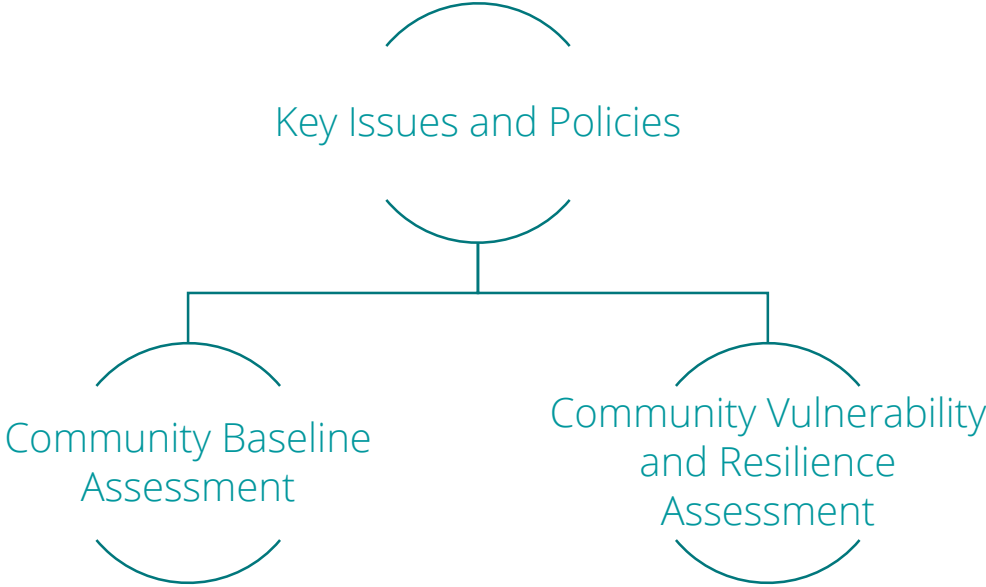 Key Issues and Policies
Community Baseline
Assessment
Community Vulnerability
and Resilience
Assessment